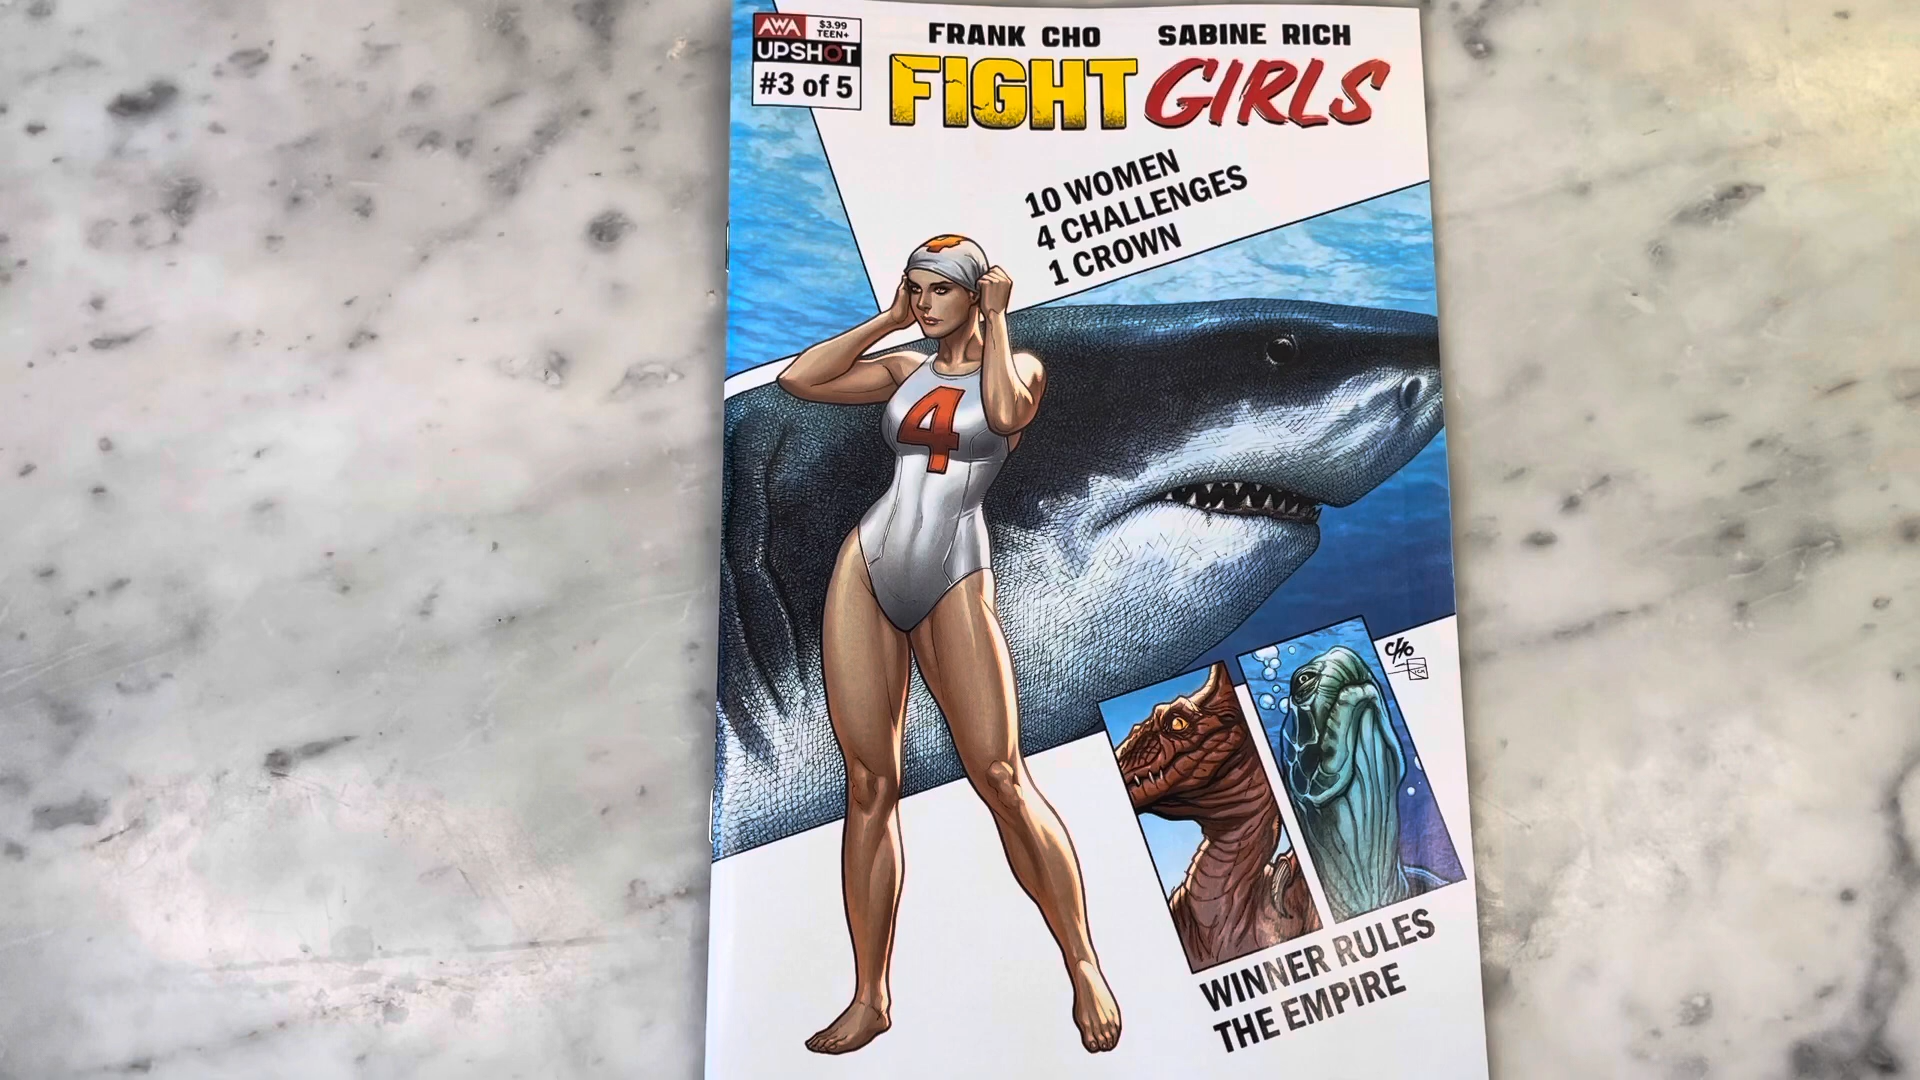 AWA
$3.99
TEEN+
UPSHOT
#3 of 5
FRANK CHO SABINE RICH
FIGHT GIRLS
10 WOMEN
4 CHALLENGES
1 CROWN
4
CHO
WINNER RULES
THE EMPIRE